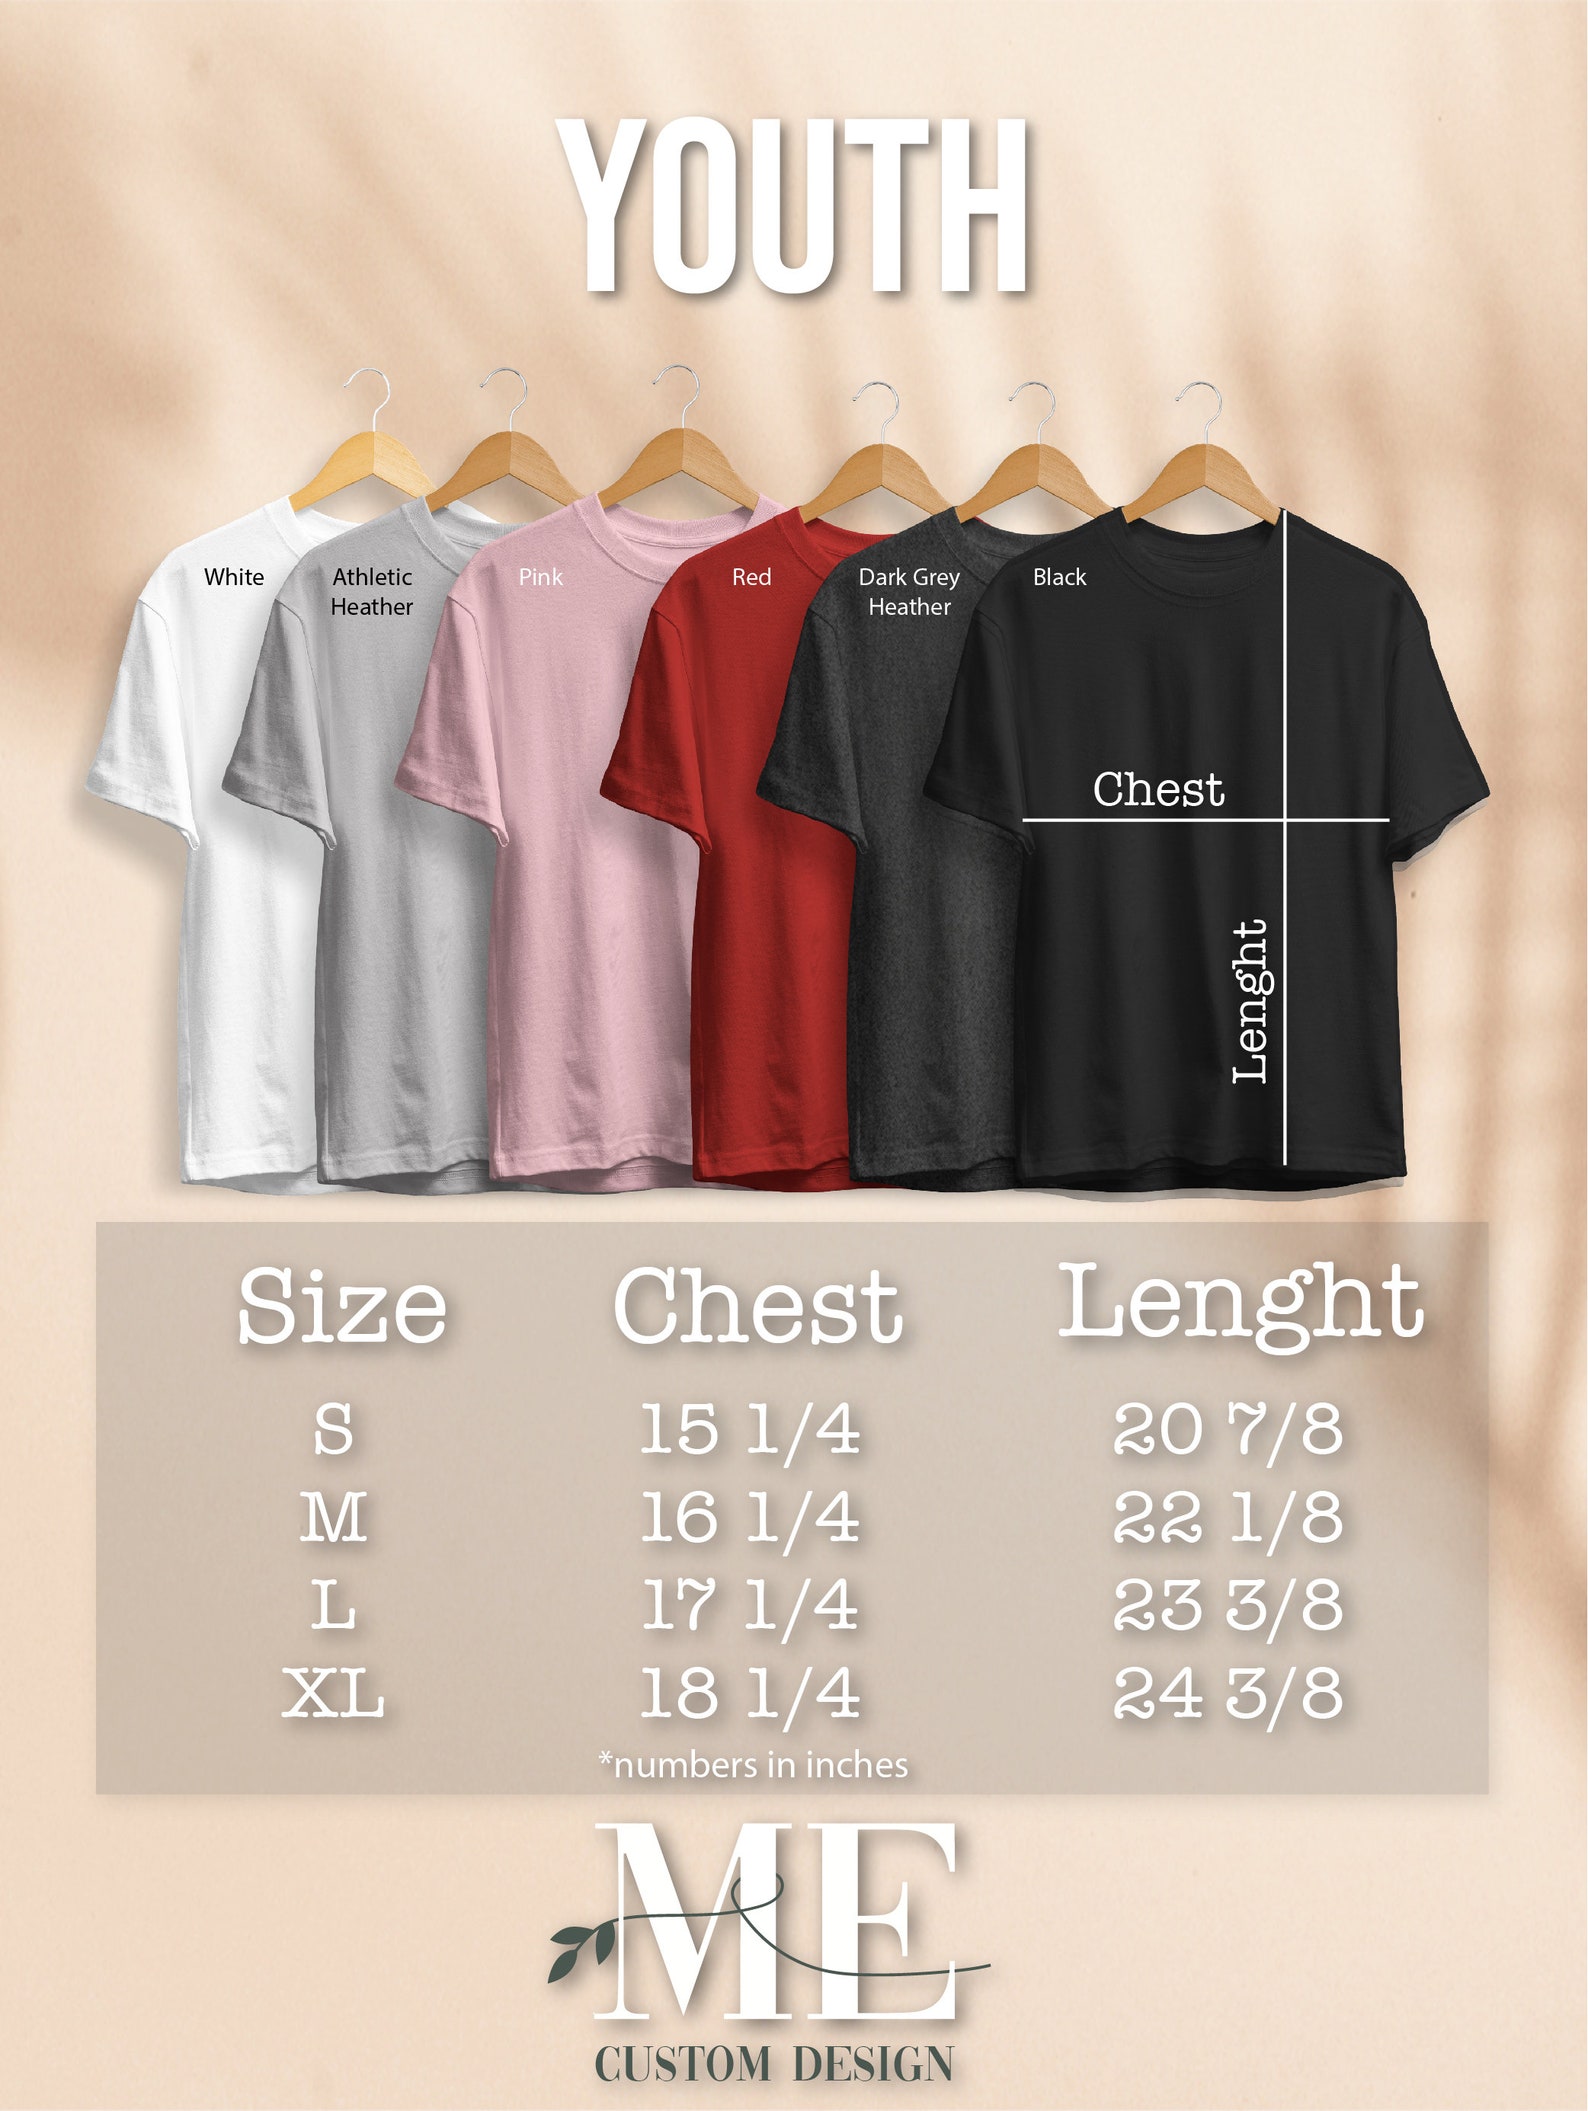 YOUTH
White
Athletic
Heather
Pink
Red
Dark Grey
Heather
Black
Chest
Lenght
Size Chest Lenght
S 15 1/4 20 7/8
M 16 1/4 22 1/8
L 17 1/4 23 3/8
XL 18 1/4 24 3/8
*numbers in inches
ME
CUSTOM DESIGN